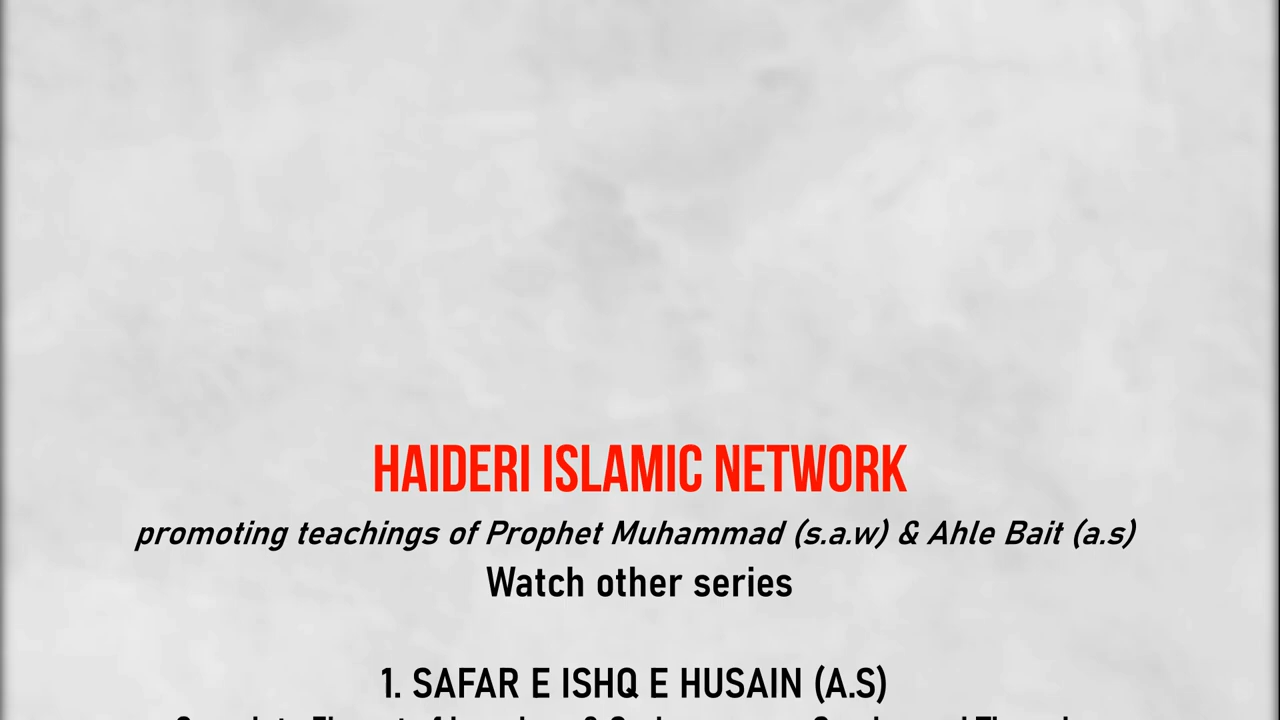 HAIDERI ISLAMIC NETWORK
promoting teachings of Prophet Muhammad (s.a.w) & Ahle Bait (a.s)
Watch other series
1. SAFAR E ISHQ E HUSAIN (A.S)